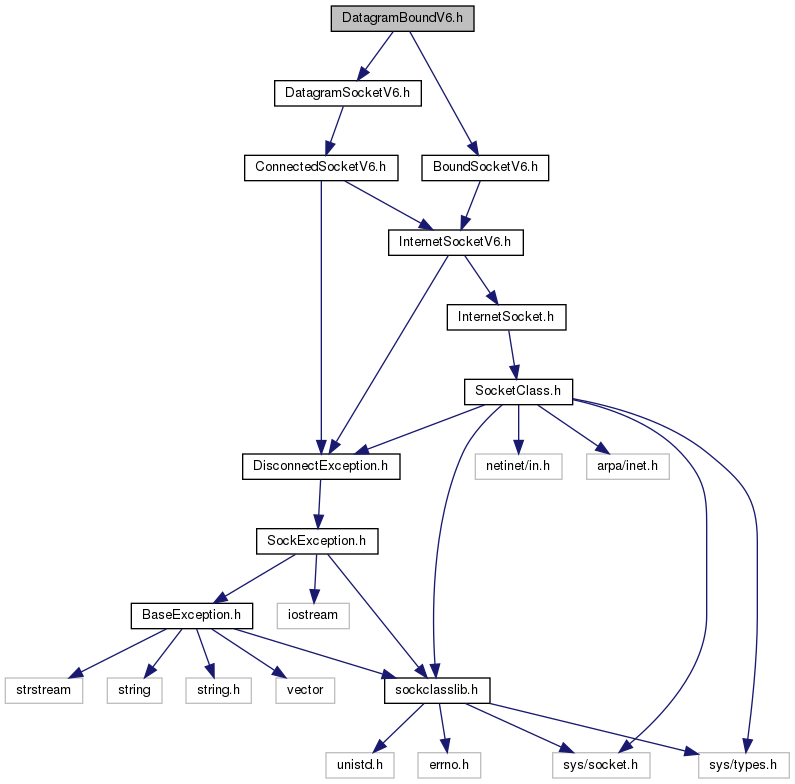 DatagramBoundV6.h
DatagramSocketV6.h
ConnectedSocketV6.h
BoundSocketV6.h
InternetSocketV6.h
InternetSocket.h
SocketClass.h
DisconnectException.h
netinet/in.h
arpa/inet.h
SockException.h
BaseException.h
iostream
strstream
string
string.h
vector
sockclasslib.h
unistd.h
errno.h
sys/socket.h
sys/types.h